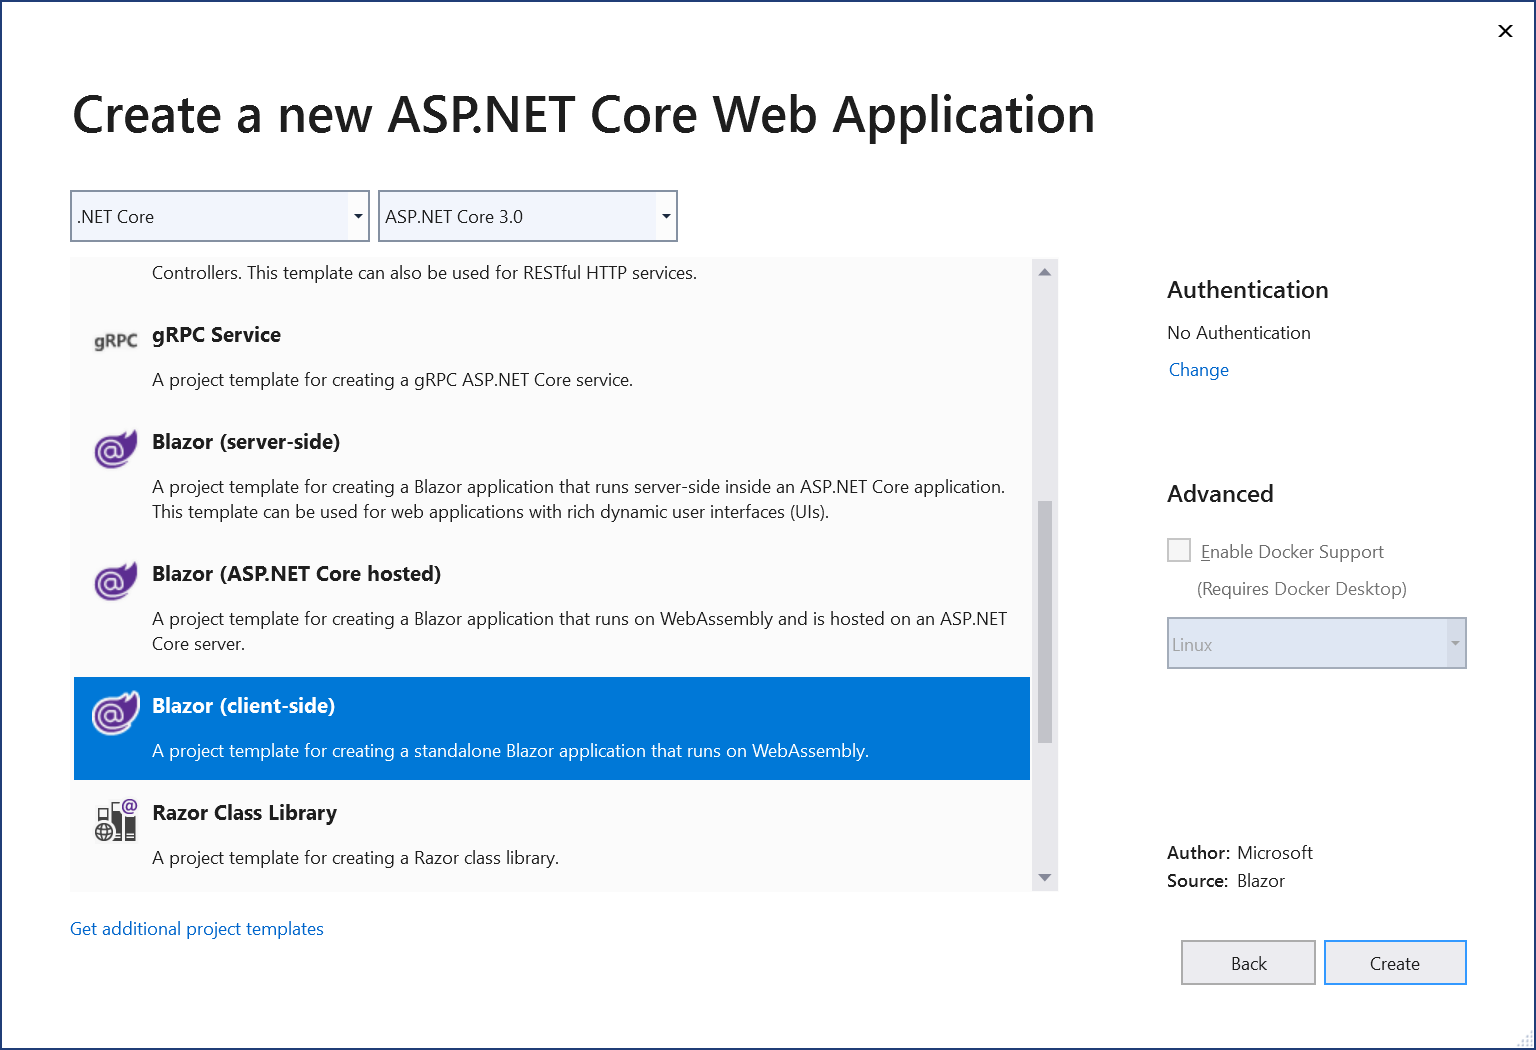 Create a new ASP.NET Core Web Application
.NET Core
ASP.NET Core 3.0
Controllers. This template can also be used for RESTful HTTP services.
gRPC
gRPC Service
A project template for creating a gRPC ASP.NET Core service.
@
Blazor (server-side)
A project template for creating a Blazor application that runs server-side inside an ASP.NET Core application.
This template can be used for web applications with rich dynamic user interfaces (UIs).
@
Blazor (ASP.NET Core hosted)
A project template for creating a Blazor application that runs on WebAssembly and is hosted on an ASP.NET
Core server.
@
Blazor (client-side)
A project template for creating a standalone Blazor application that runs on WebAssembly.
@
Razor Class Library
A project template for creating a Razor class library.
Get additional project templates
Authentication
No Authentication
Change
Advanced
Enable Docker Support
(Requires Docker Desktop)
Linux
Author: Microsoft
Source: Blazor
Back
Create